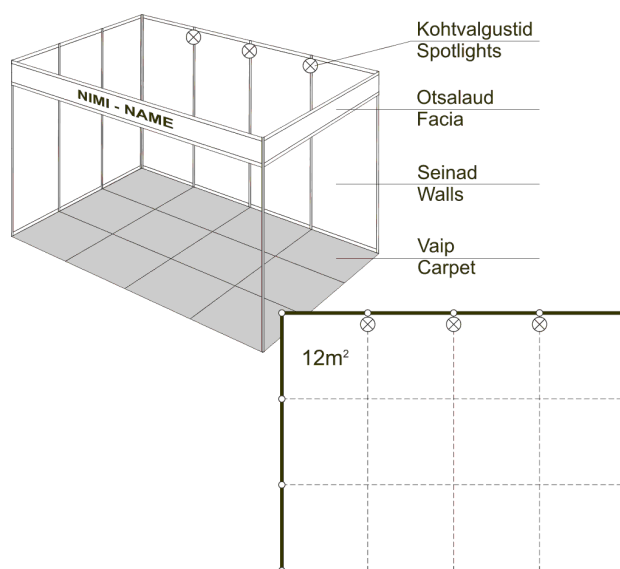 Kohtvalgustid
Spotlights
Otsalaud
Facia
NIMI - NAME
Seinad
Walls
Vaip
Carpet
12m²